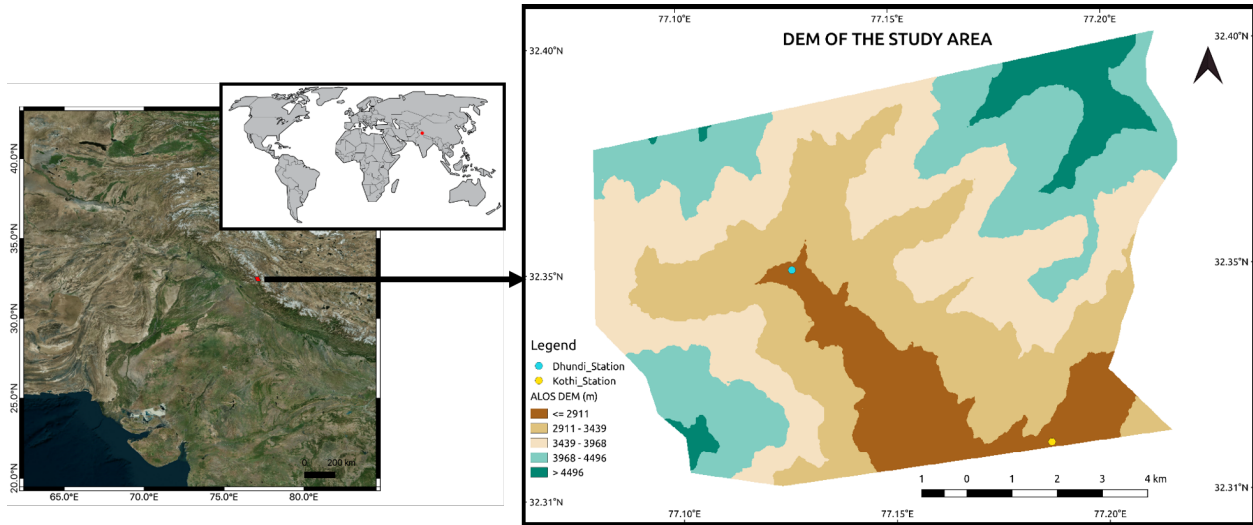 77.10°E 77.15°E 77.20°E
DEM OF THE STUDY AREA
32.40°N 32.40°N
40.0°N
35.0°N
30.0°N
25.0°N
20.0°N
0 200 km
65.0°E 70.0°E 75.0°E 80.0°E
32.35°N 32.35°N
Legend
Dhundi_Station
Kothi_Station
ALOS DEM (m)
<= 2911
2911 - 3439
3439 - 3968
3968 - 4496
> 4496
1 0 1 2 3 4 km
32.31°N 32.31°N
77.10°E 77.15°E 77.20°E